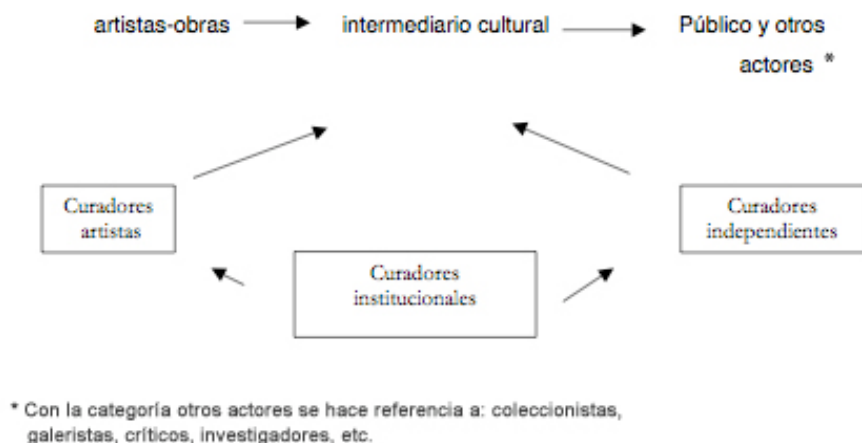 artistas-obras intermediario cultural Público y otros
actores *
Curadores
artistas
Curadores
independientes
Curadores
institucionales
* Con la categoría otros actores se hace referencia a: coleccionistas,
galeristas, críticos, investigadores, etc.